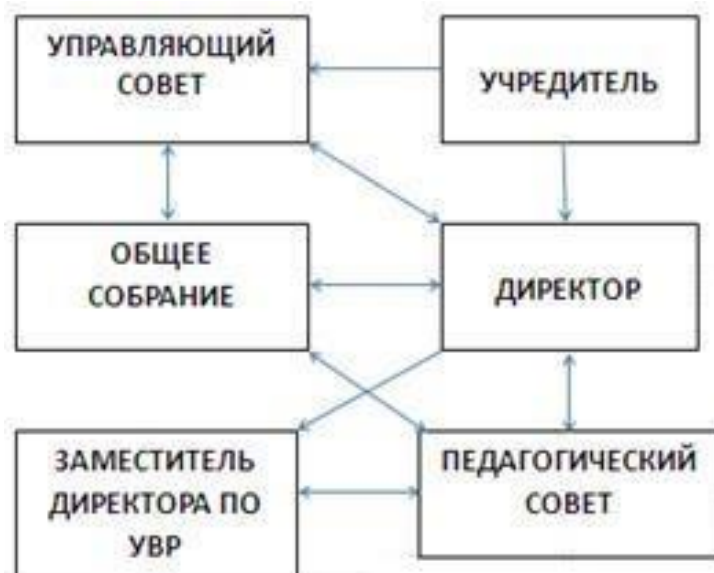 УПРАВЛЯЮЩИЙ
СОВЕТ
УЧРЕДИТЕЛЬ
ОБЩЕЕ
СОБРАНИЕ
ДИРЕКТОР
ЗАМЕСТИТЕЛЬ
ДИРЕКТОРА ПО
УВР
ПЕДАГОГИЧЕСКИЙ
СОВЕТ